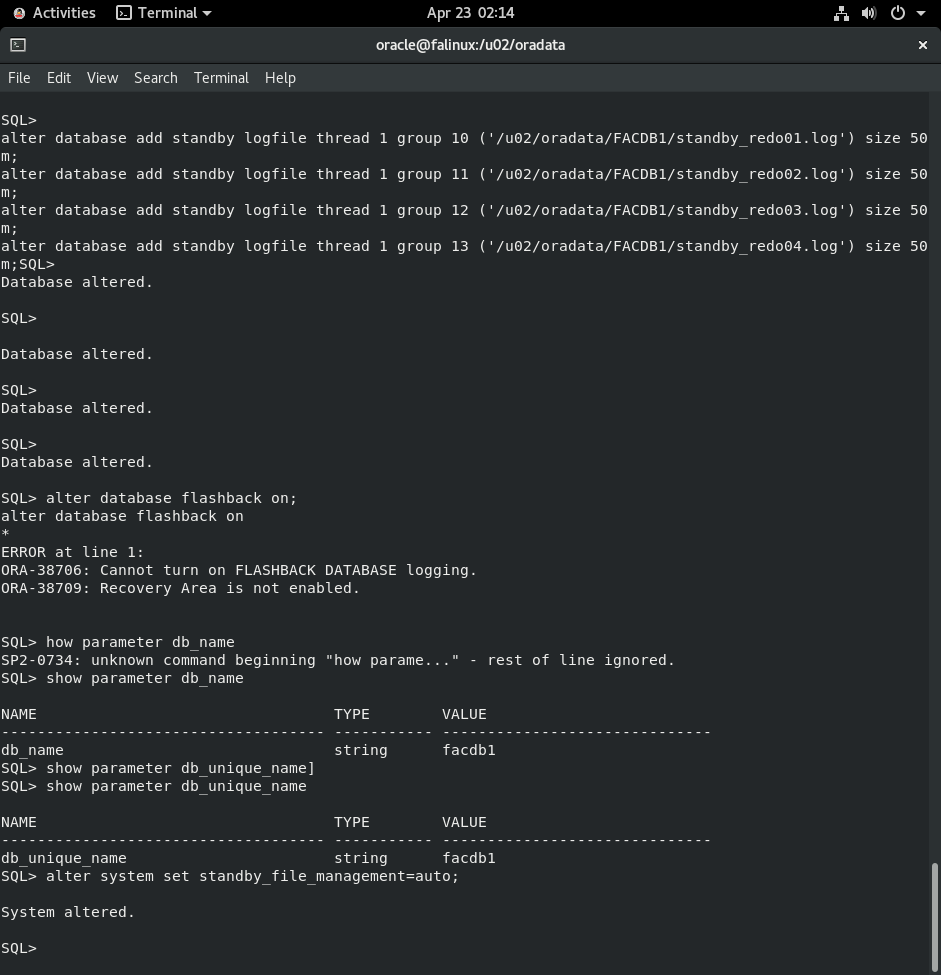 Activities Terminal Apr 23 02:14
oracle@falinux:/u02/oradata
File Edit View Search Terminal Help
SQL>
alter database add standby logfile thread 1 group 10 ('/u02/oradata/FACDB1/standby_redo01.log') size 50
m;
alter database add standby logfile thread 1 group 11 ('/u02/oradata/FACDB1/standby_redo02.log') size 50
m;
alter database add standby logfile thread 1 group 12 ('/u02/oradata/FACDB1/standby_redo03.log') size 50
m;
alter database add standby logfile thread 1 group 13 ('/u02/oradata/FACDB1/standby_redo04.log') size 50
m;SQL>
Database altered.
SQL>
Database altered.
SQL>
Database altered.
SQL>
Database altered.
SQL> alter database flashback on;
alter database flashback on
*
ERROR at line 1:
ORA-38706: Cannot turn on FLASHBACK DATABASE logging.
ORA-38709: Recovery Area is not enabled.
SQL> how parameter db_name
SP2-0734: unknown command beginning "how parame..." - rest of line ignored.
SQL> show parameter db_name
NAME                                 TYPE        VALUE
------------------------------------ ----------- ------------------------------
db_name                              string      facdb1
SQL> show parameter db_unique_name]
SQL> show parameter db_unique_name
NAME                                 TYPE        VALUE
------------------------------------ ----------- ------------------------------
db_unique_name                       string      facdb1
SQL> alter system set standby_file_management=auto;
System altered.
SQL>